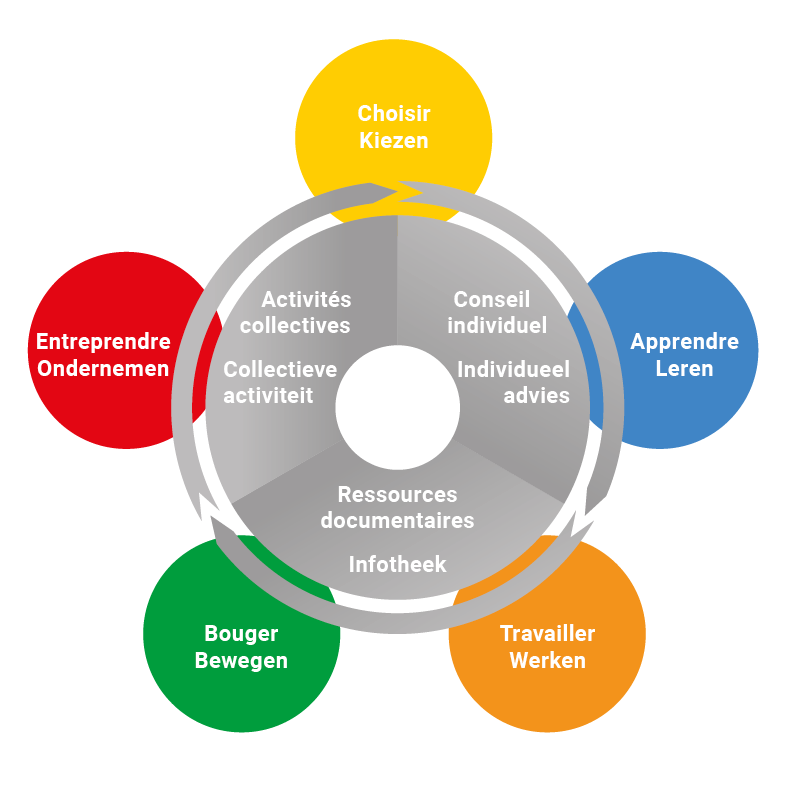 Choisir
Kiezen
Entreprendre
Ondernemen
Activités
collectives
Collectieve
activiteit
Conseil
individuel
Individueel
advies
Apprendre
Leren
Ressources
documentaires
Infotheek
Bouger
Bewegen
Travailler
Werken